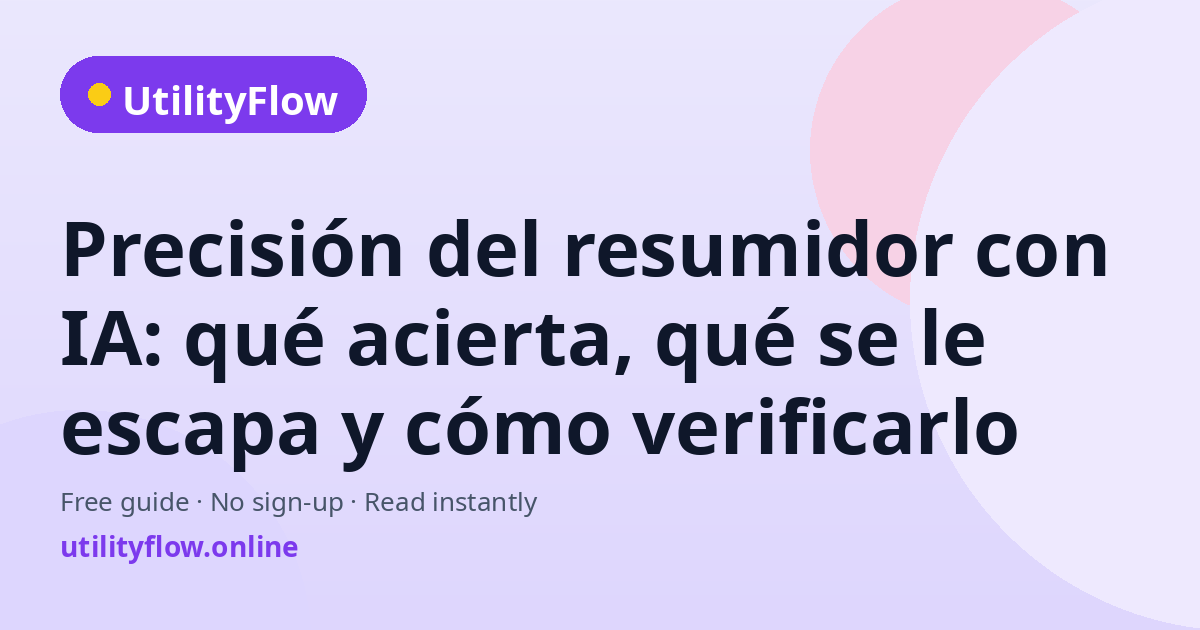 UtilityFlow
Precisión del resumidor con
IA: qué acierta, qué se le
escapa y cómo verificarlo
Free guide · No sign-up · Read instantly
utilityflow.online